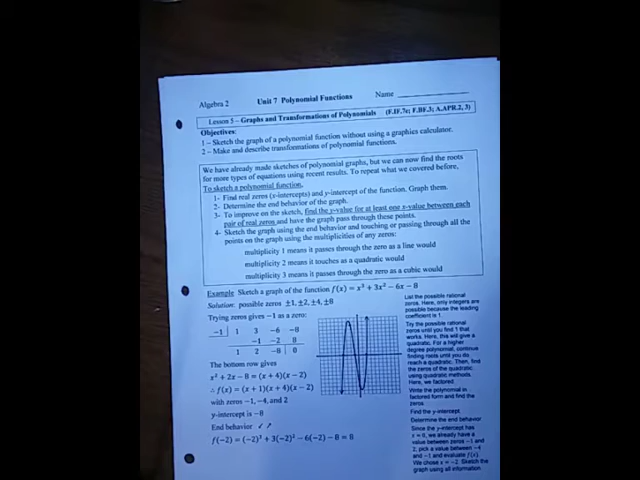 Algebra 2 Unit 7 Polynomial Functions Name
Lesson 5 – Graphs and Transformations of Polynomials (F.IF.7c; F.BF.3; A.APR.2, 3)
Objectives:
1 – Sketch the graph of a polynomial function without using a graphics calculator.
2 – Make and describe transformations of polynomial functions.
We have already made sketches of polynomial graphs, but we can now find the roots
for more types of equations using recent results. To repeat what we covered before,
To sketch a polynomial function,
1- Find real zeros (x-intercepts) and y-intercept of the function. Graph them.
2- Determine the end behavior of the graph.
3- To improve on the sketch, find the y-value for at least one x-value between each
pair of real zeros and have the graph pass through these points.
4- Sketch the graph using the end behavior and touching or passing through all the
points on the graph using the multiplicities of any zeros:
multiplicity 1 means it passes through the zero as a line would
multiplicity 2 means it touches as a quadratic would
multiplicity 3 means it passes through the zero as a cubic would
Example Sketch a graph of the function f(x) = x³ + 3x² − 6x − 8
Solution: possible zeros ±1, ±2, ±4, ±8
Trying zeros gives −1 as a zero:
−1 | 1 3 −6 −8
−1 −2 8
1 2 −8 | 0
The bottom row gives
x² + 2x − 8 = (x + 4)(x − 2)
∴ f(x) = (x + 1)(x + 4)(x − 2)
with zeros −1, −4, and 2
y-intercept is −8
End behavior ↙ ↗
f(−2) = (−2)³ + 3(−2)² − 6(−2) − 8 = 8
List the possible rational
zeros. Here, only integers are
possible because the leading
coefficient is 1.
Try the possible rational
zeros until you find 1 that
works. Here, this will give a
quadratic. For a higher
degree polynomial, continue
finding roots until you do
reach a quadratic. Then, find
the zeros of the quadratic
using quadratic methods.
Here, we factored.
Write the polynomial in
factored form and find the
zeros.
Find the y-intercept.
Determine the end behavior
Since the y-intercept has
x = 0, we already have a
value between zeros −1 and
2; pick a value between −4
and −1 and evaluate f(x).
We chose x = −2. Sketch the
graph using all information.